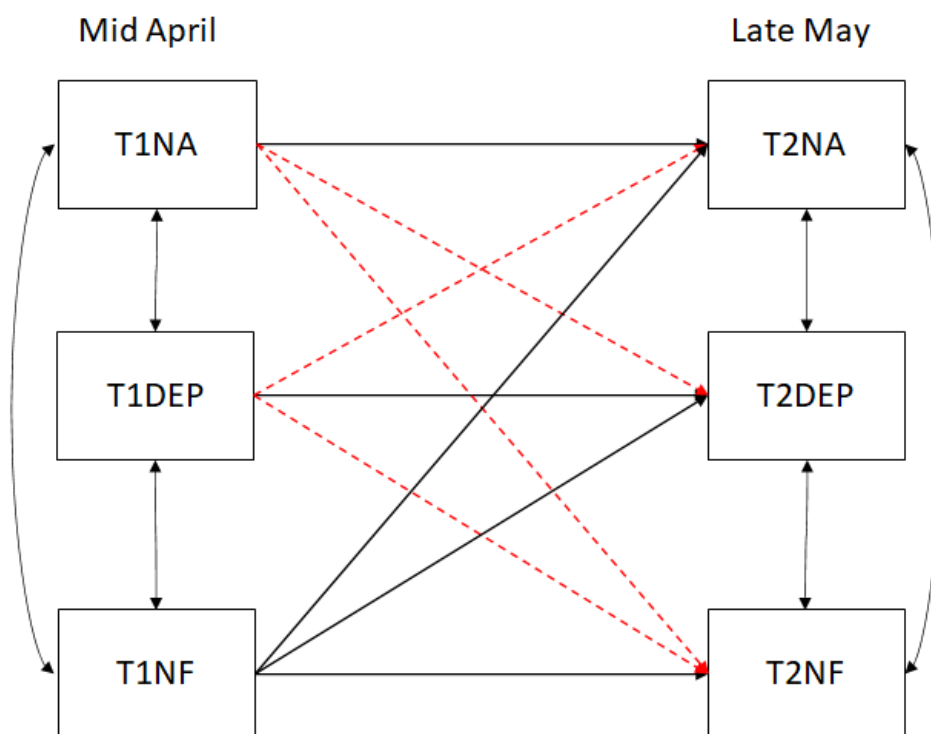 Mid April
Late May
T1NA
T2NA
T1DEP
T2DEP
T1NF
T2NF